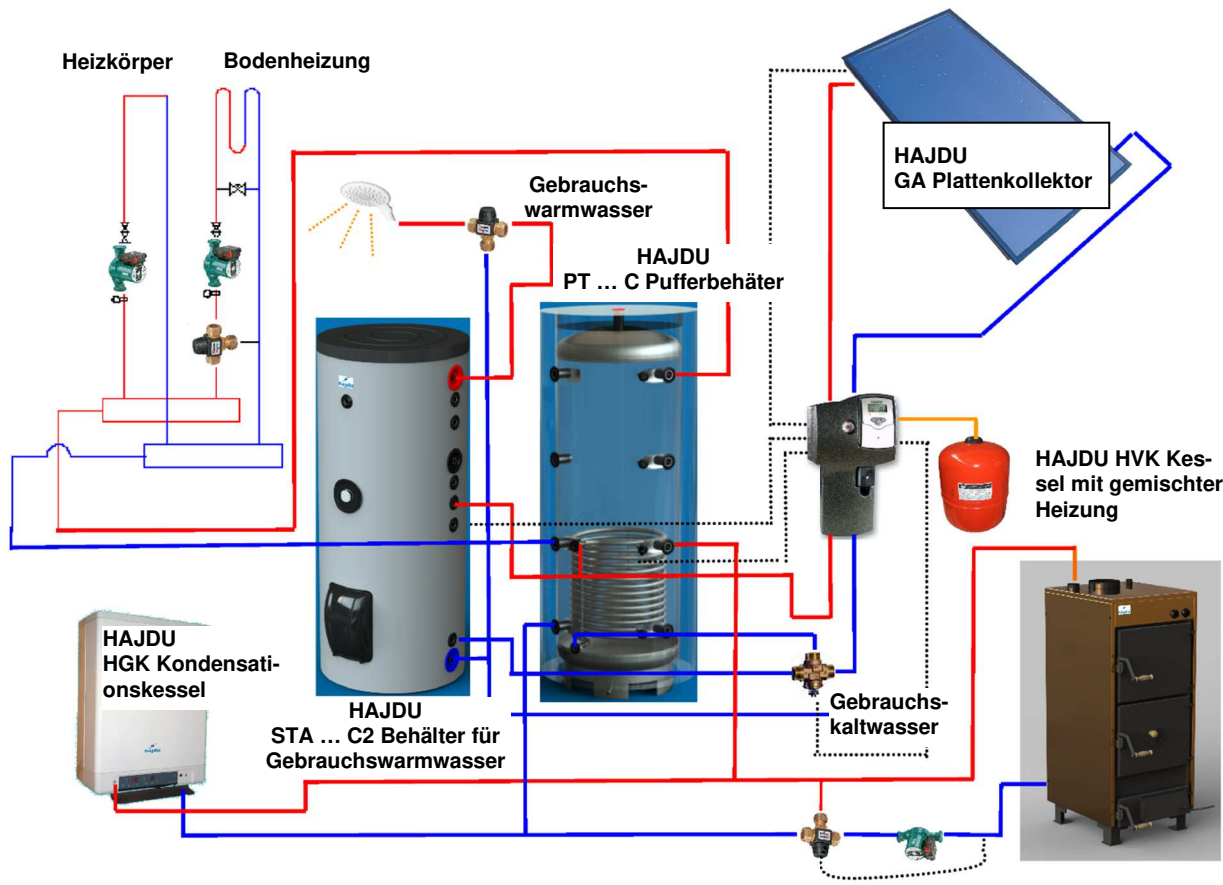 Heizkörper
Bodenheizung
HAJDU
GA Plattenkollektor
Gebrauchs-
warmwasser
HAJDU
PT … C Pufferbehäter
HAJDU HVK Kes-
sel mit gemischter
Heizung
HAJDU
HGK Kondensati-
onskessel
HAJDU
STA … C2 Behälter für
Gebrauchswarmwasser
Gebrauchs-
kaltwasser
hajdu